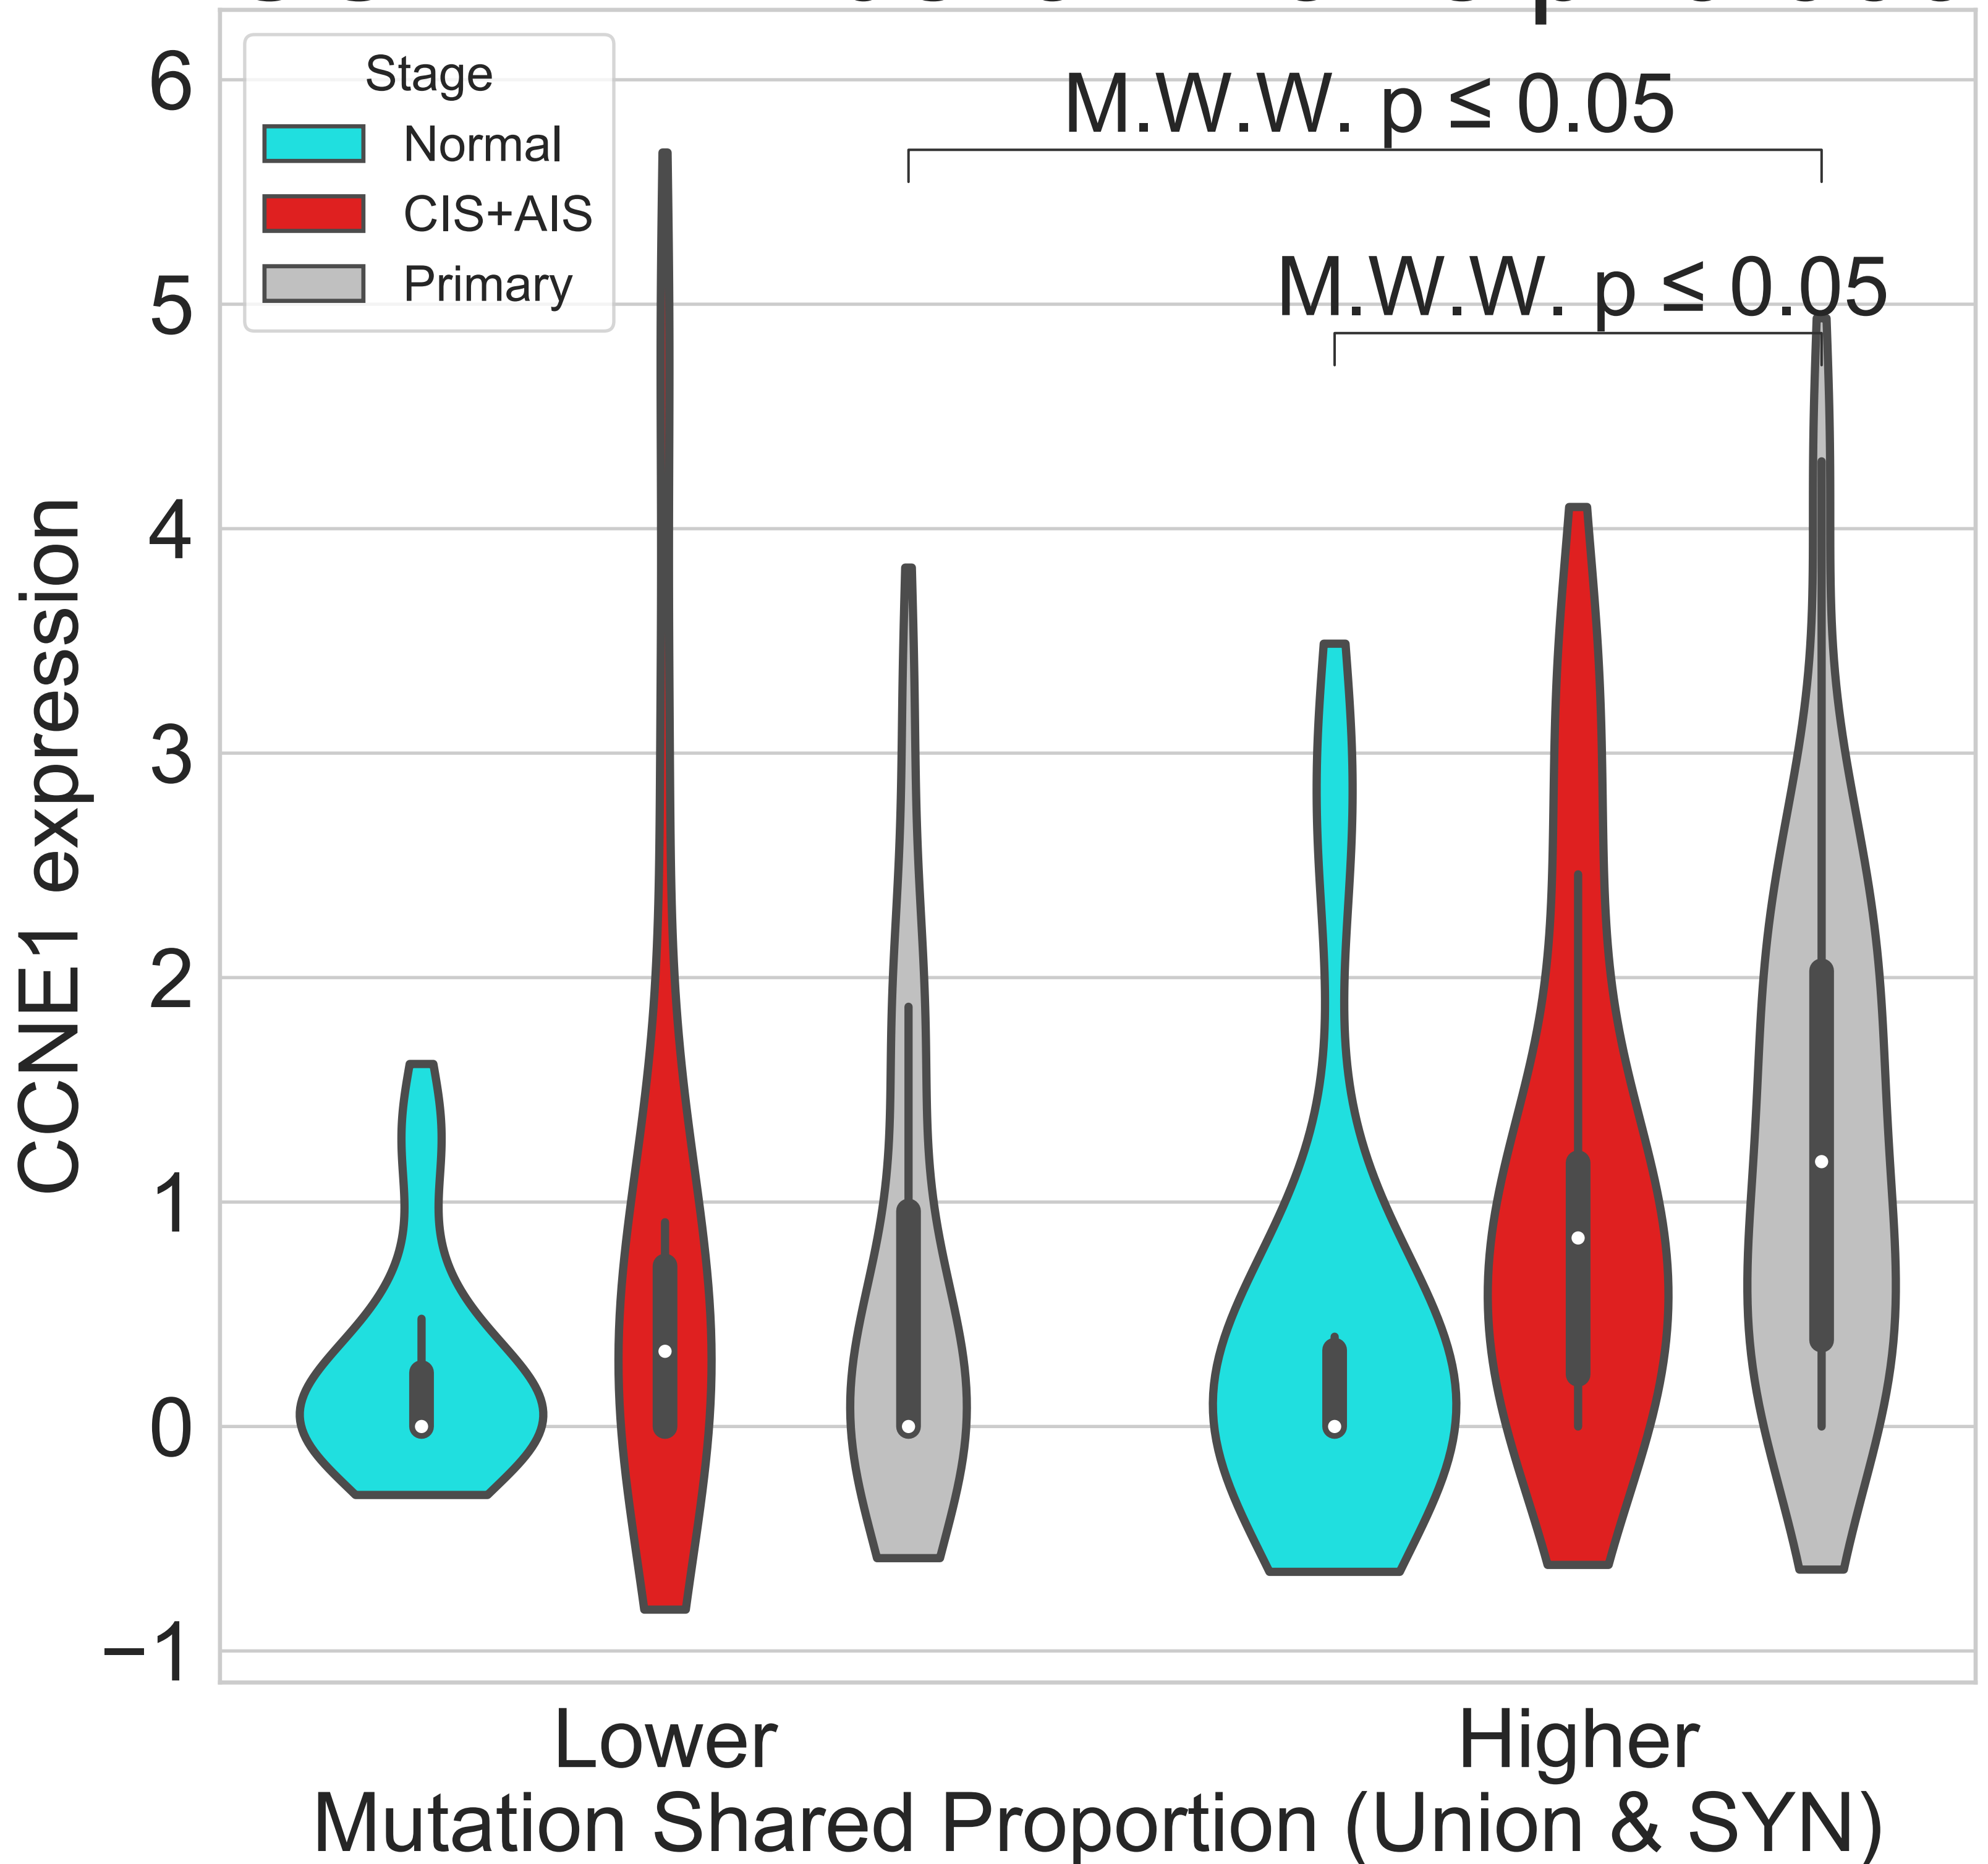 Stage
Normal
CIS+AIS
Primary
M.W.W. p ≤ 0.05
M.W.W. p ≤ 0.05
CCNE1 expression
6
5
4
3
2
1
0
−1
Lower
Higher
Mutation Shared Proportion (Union & SYN)